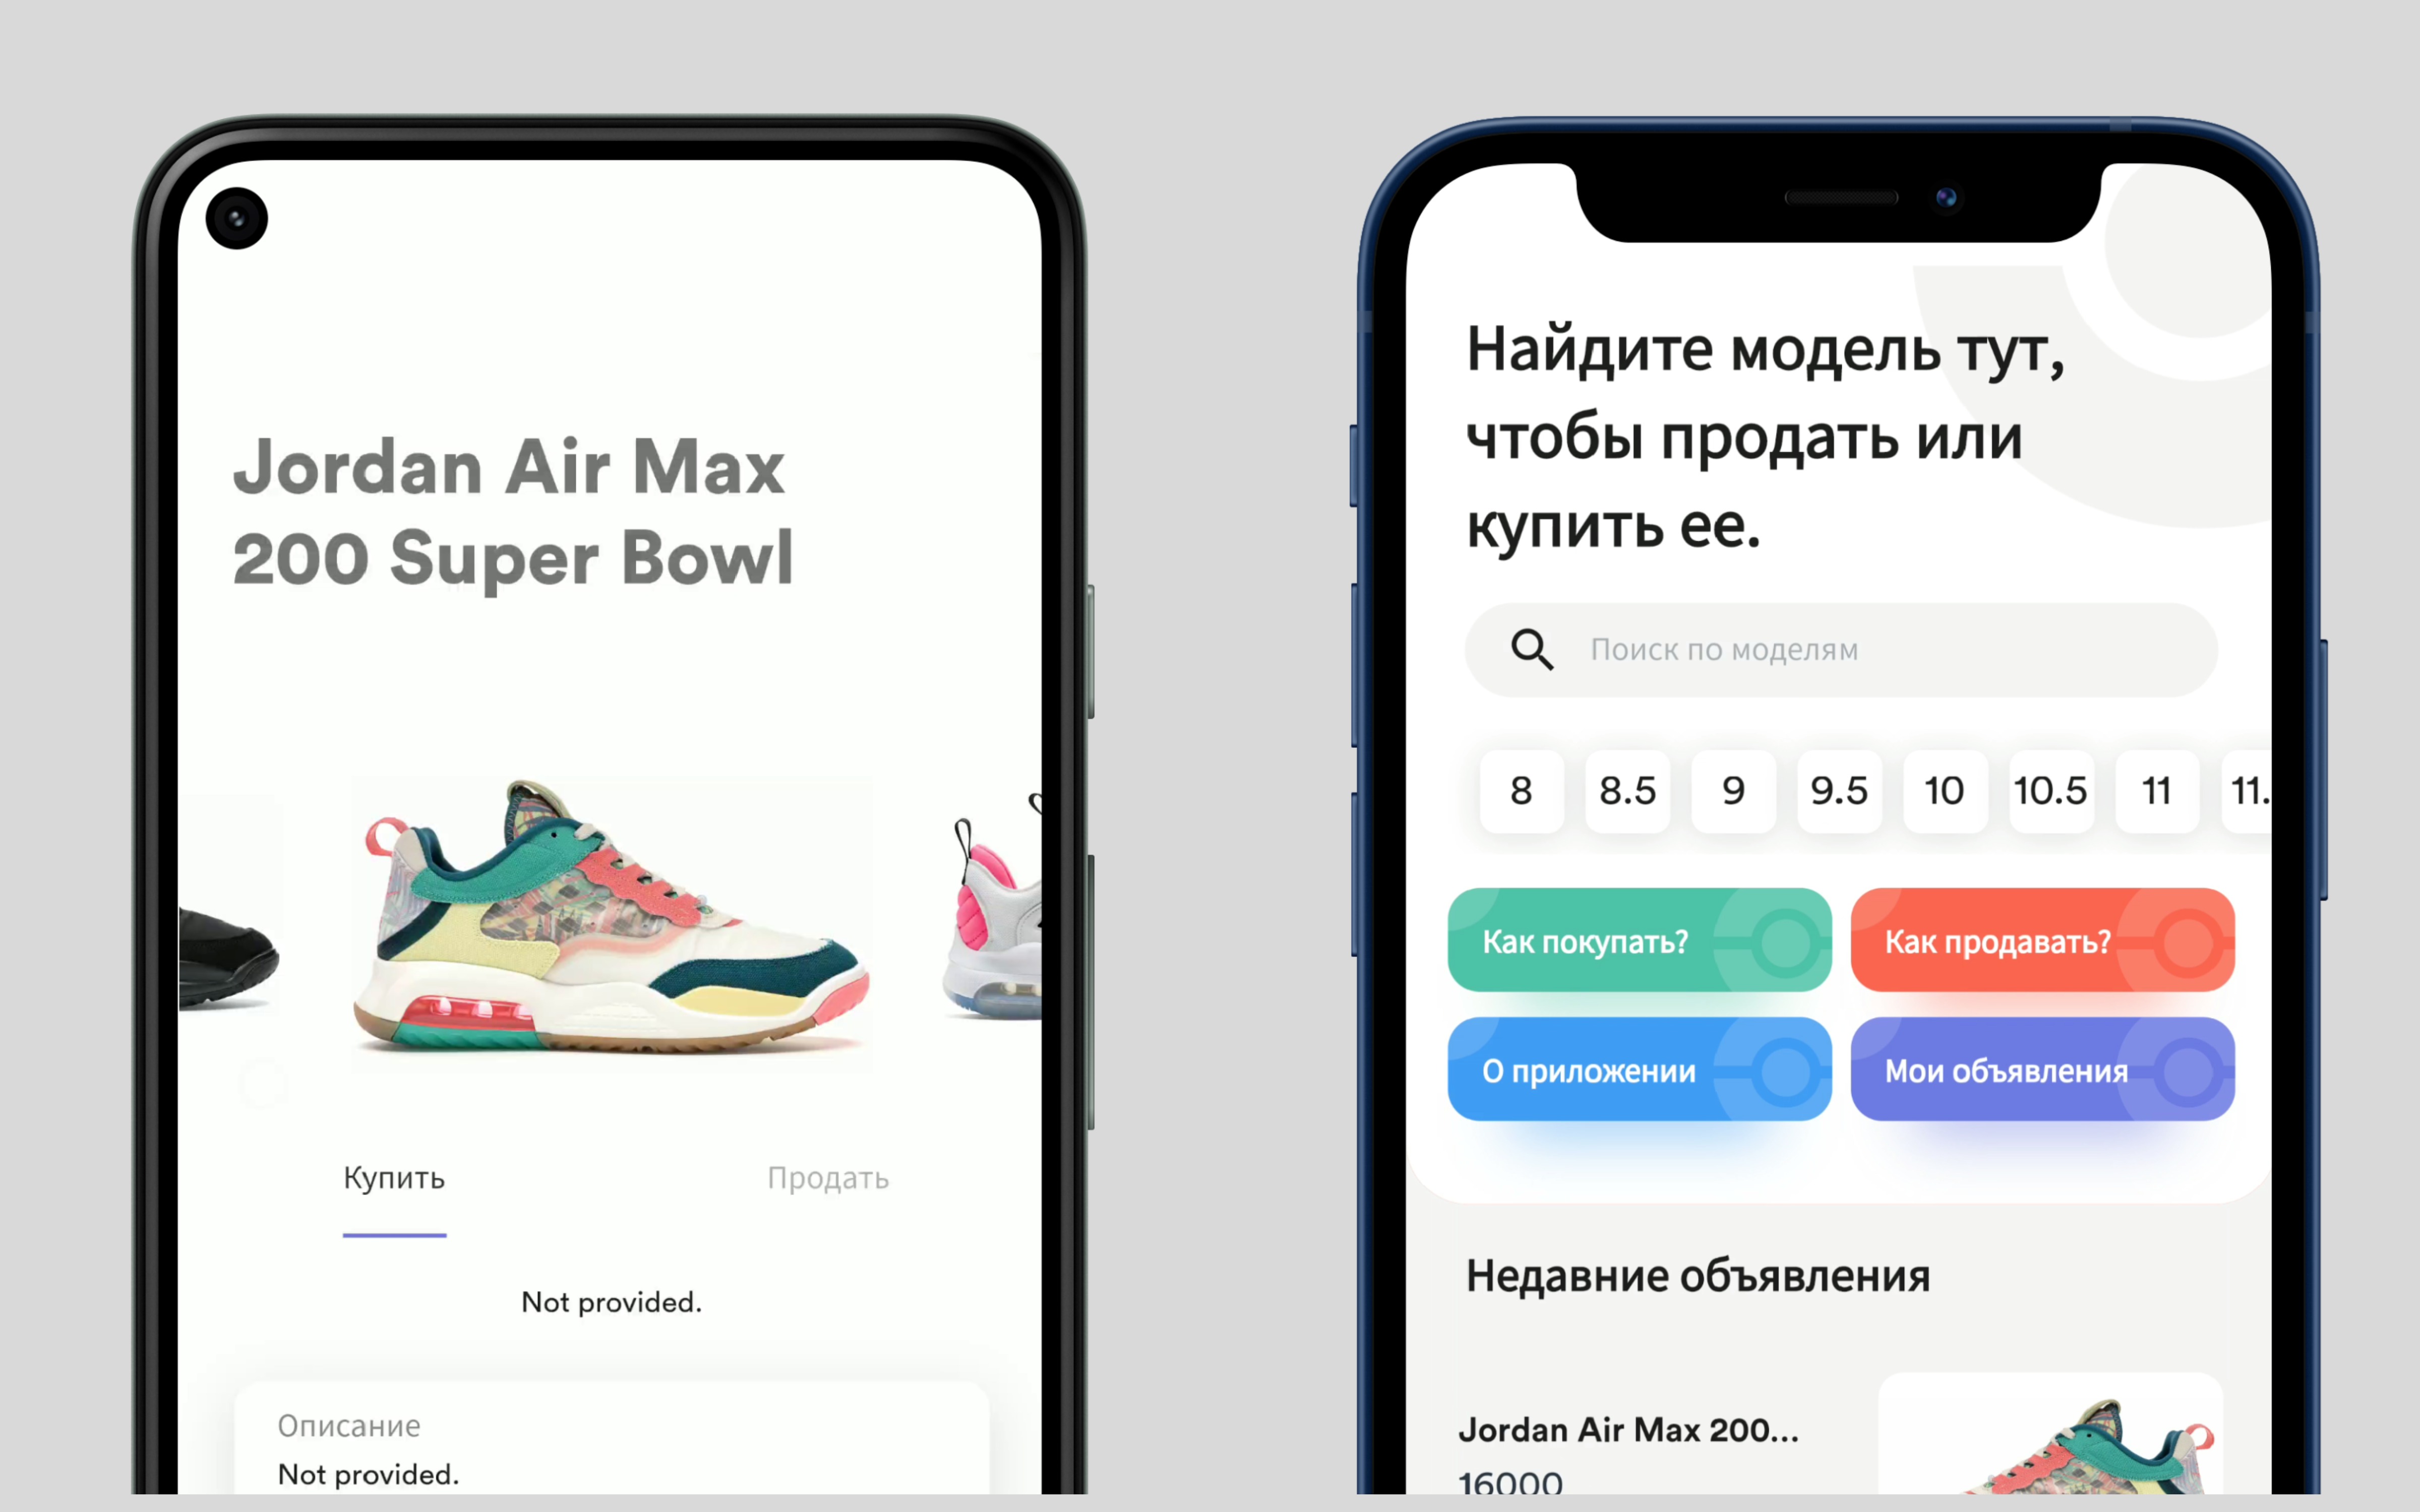 Jordan Air Max
200 Super Bowl
Купить
Продать
Not provided.
Описание
Not provided.
Найдите модель тут,
чтобы продать или
купить ее.
Поиск по моделям
8 8.5 9 9.5 10 10.5 11 11.
Как покупать?
Как продавать?
О приложении
Мои объявления
Недавние объявления
Jordan Air Max 200...
16000